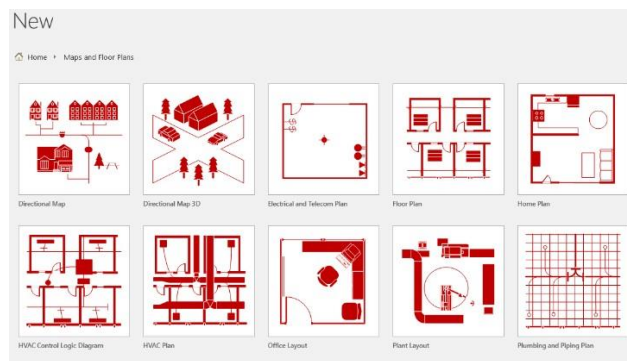 New
Home › Maps and Floor Plans
Directional Map
Directional Map 3D
Electrical and Telecom Plan
Floor Plan
Home Plan
HVAC Control Logic Diagram
HVAC Plan
Office Layout
Plant Layout
Plumbing and Piping Plan